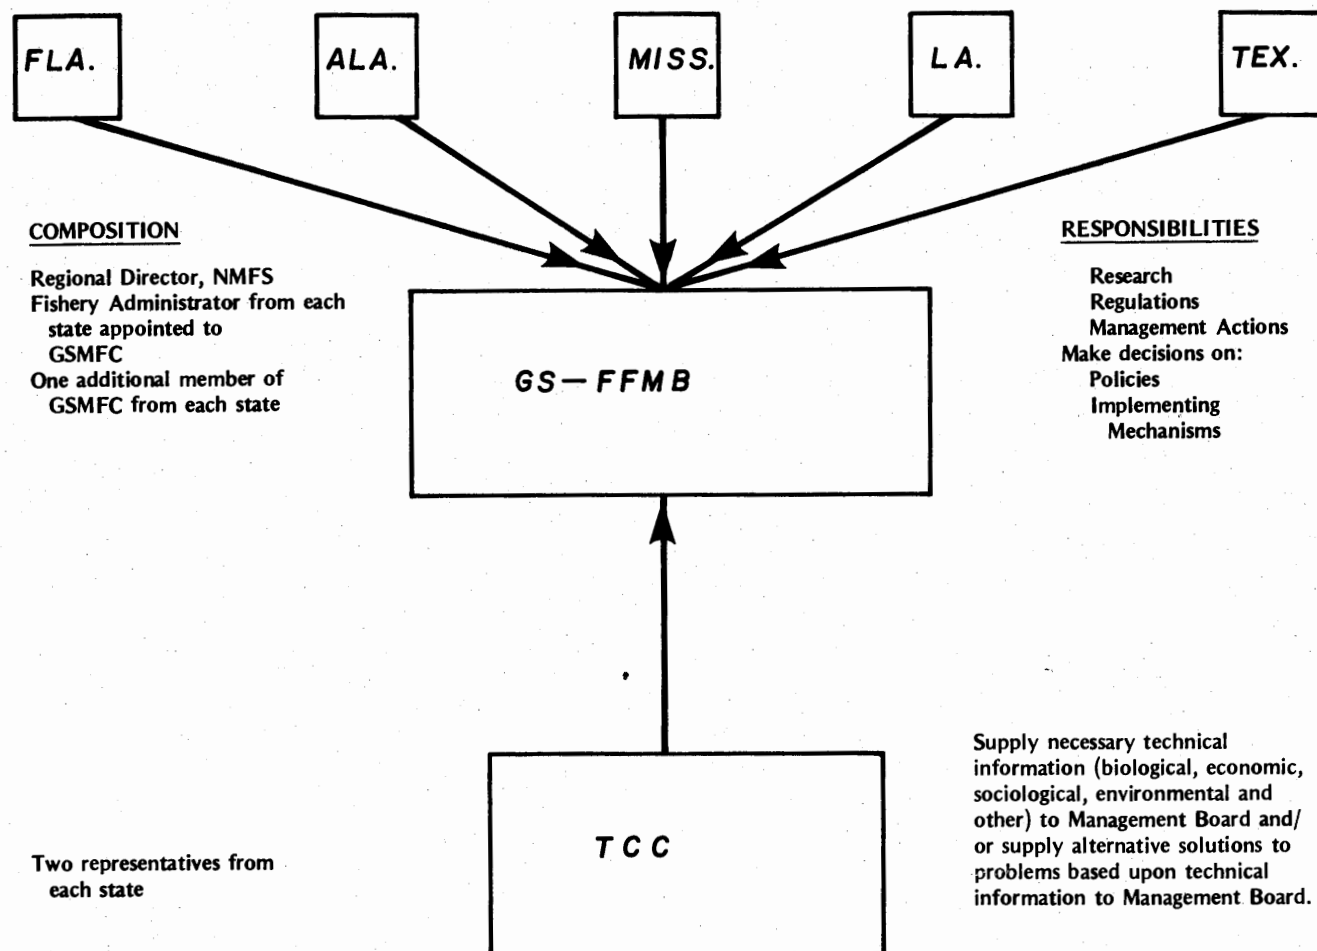 FLA.
ALA.
MISS.
LA.
TEX.
COMPOSITION
Regional Director, NMFS
Fishery Administrator from each
state appointed to
GSMFC
One additional member of
GSMFC from each state
GS-FFMB
RESPONSIBILITIES
Research
Regulations
Management Actions
Make decisions on:
Policies
Implementing
Mechanisms
Two representatives from
each state
TCC
Supply necessary technical
information (biological, economic,
sociological, environmental and
other) to Management Board and/
or supply alternative solutions to
problems based upon technical
information to Management Board.